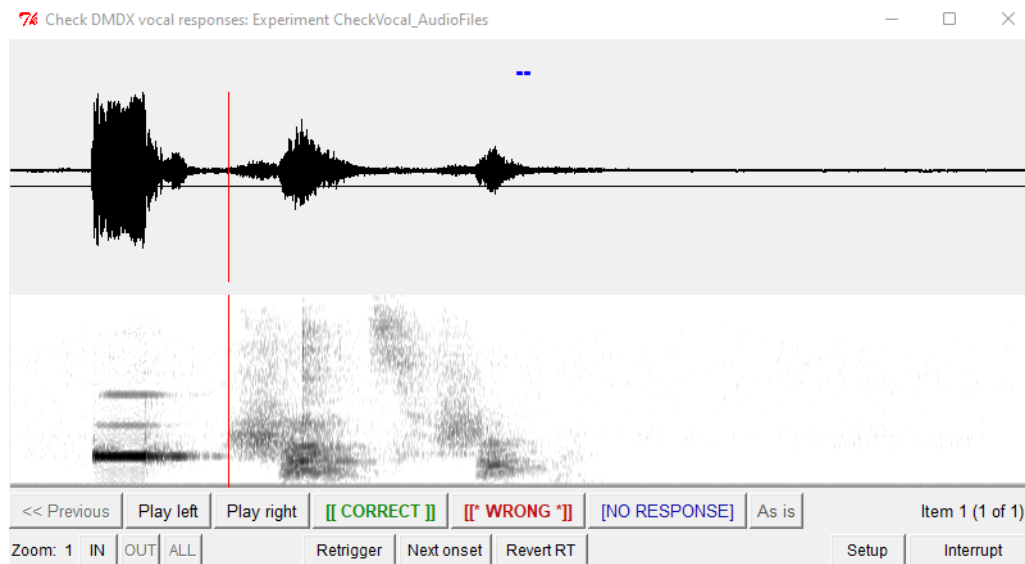 Check DMDX vocal responses: Experiment CheckVocal_AudioFiles
--
<< Previous Play left Play right [[ CORRECT ]] [[* WRONG *]] [NO RESPONSE] As is Item 1 (1 of 1)
Zoom: 1 IN OUT ALL Retrigger Next onset Revert RT Setup Interrupt